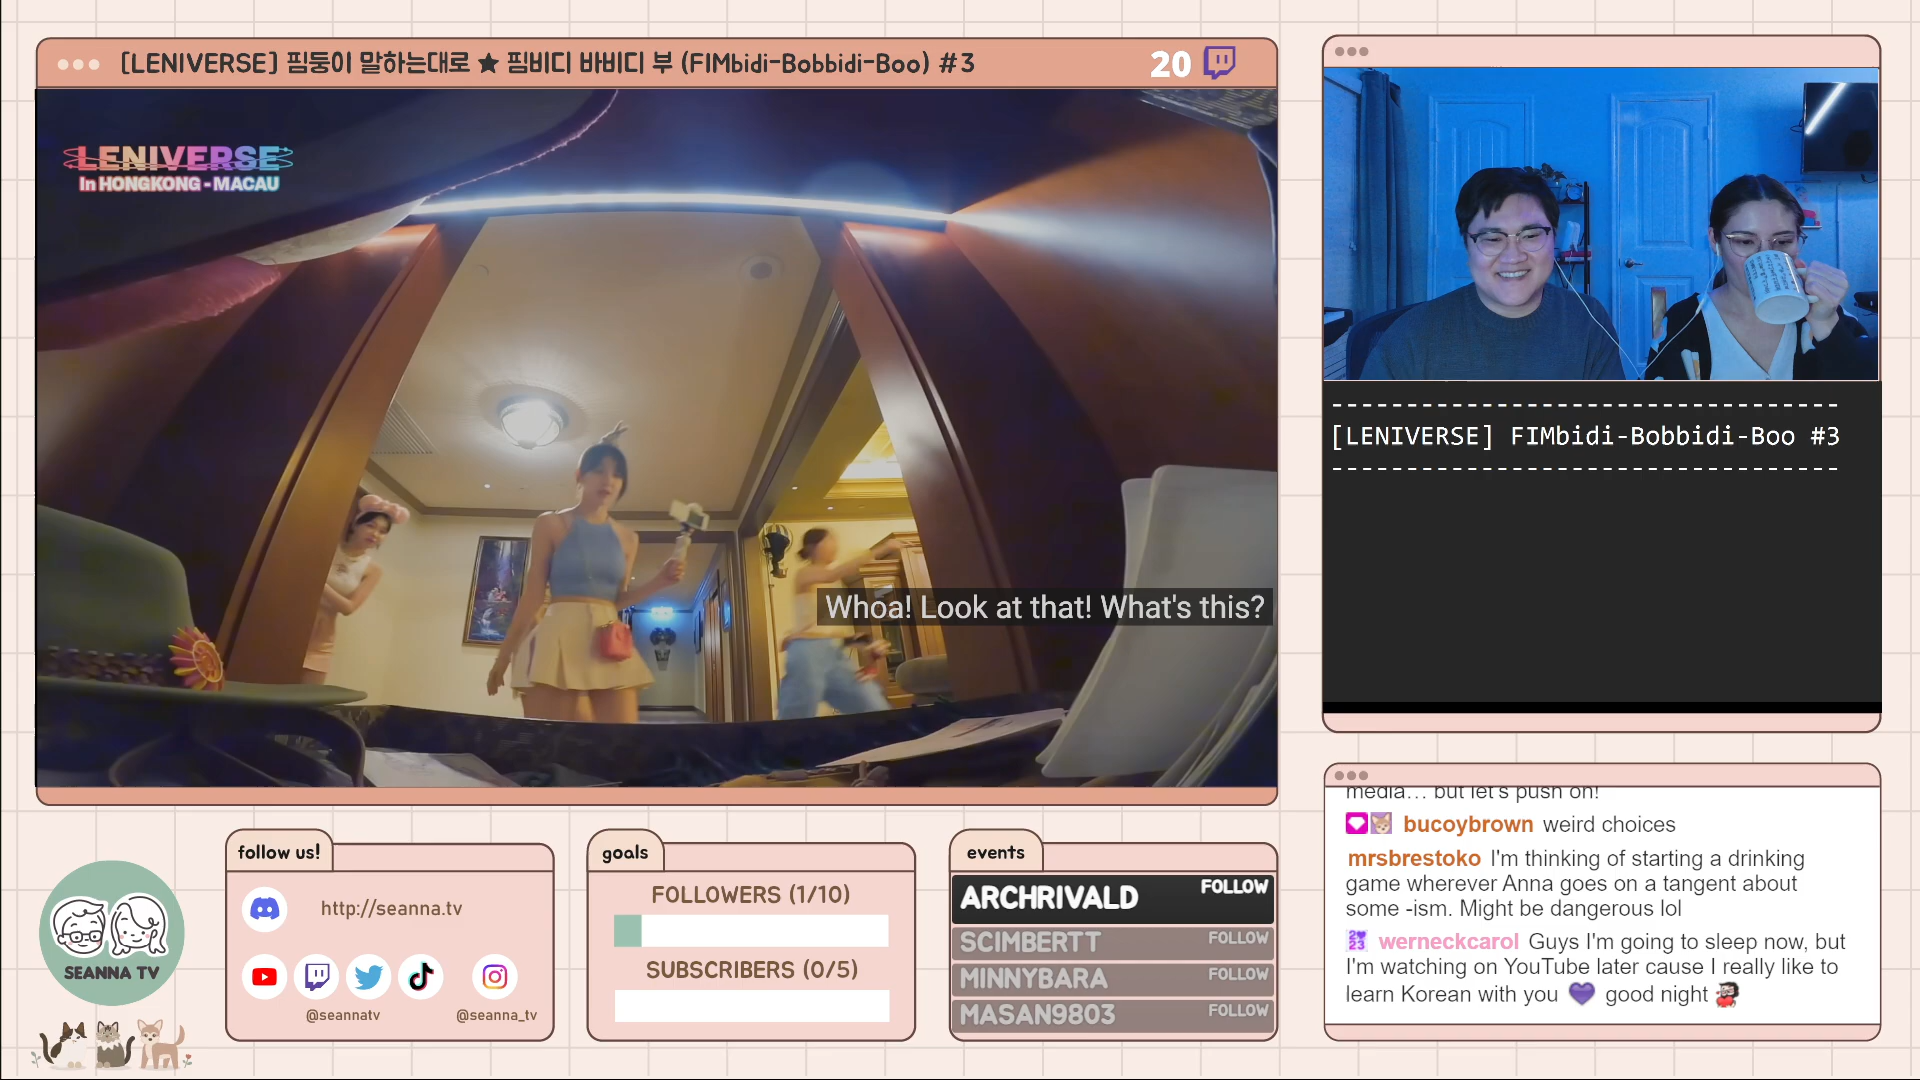 [LENIVERSE] 핌둥이 말하는대로 ★ 핌비디 바비디 부 (FIMbidi-Bobbidi-Boo) #3
20
LENIVERSE
In HONGKONG - MACAU
Whoa! Look at that! What's this?
---------------------------------
[LENIVERSE] FIMbidi-Bobbidi-Boo #3
---------------------------------
media... but let's push on!
bucoybrown weird choices
mrsbrestoko I'm thinking of starting a drinking
game wherever Anna goes on a tangent about
some -ism. Might be dangerous lol
werneckcarol Guys I'm going to sleep now, but
I'm watching on YouTube later cause I really like to
learn Korean with you 💜 good night
SEANNA TV
follow us!
http://seanna.tv
@seannatv
@seanna_tv
goals
FOLLOWERS (1/10)
SUBSCRIBERS (0/5)
events
ARCHRIVALD FOLLOW
SCIMBERTT FOLLOW
MINNYBARA FOLLOW
MASAN9803 FOLLOW